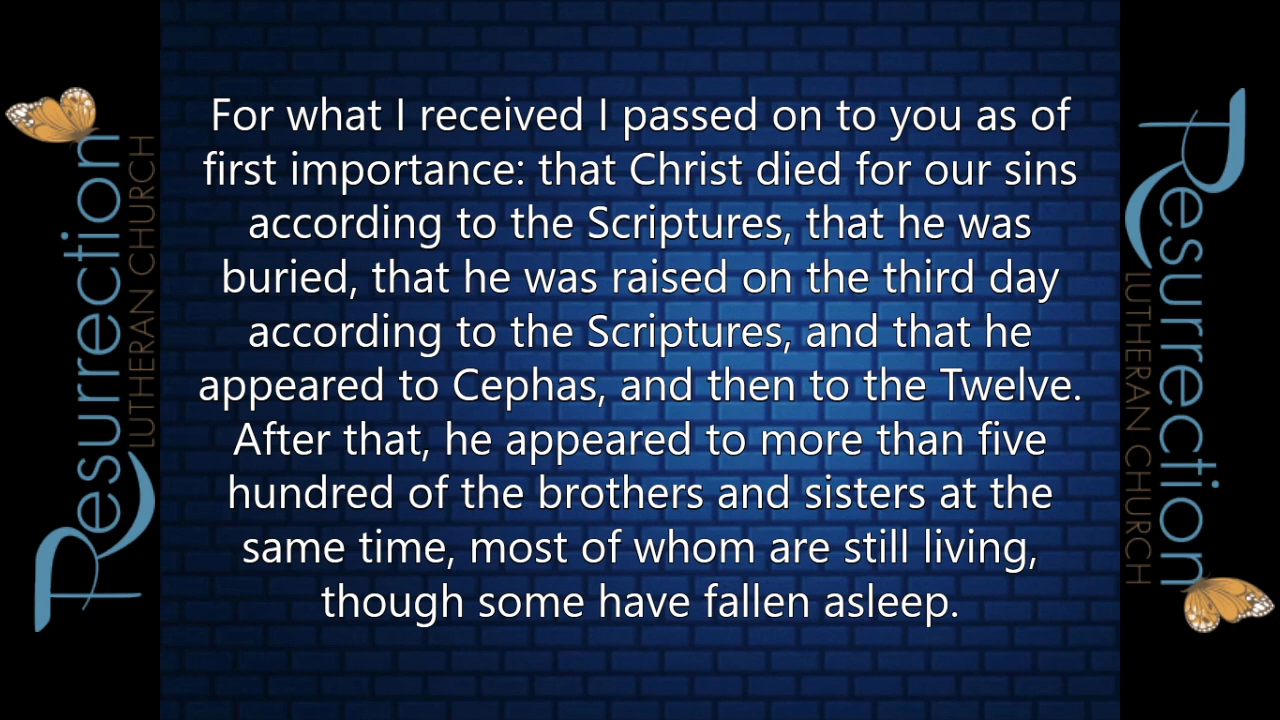 Resurrection
LUTHERAN CHURCH
For what I received I passed on to you as of
first importance: that Christ died for our sins
according to the Scriptures, that he was
buried, that he was raised on the third day
according to the Scriptures, and that he
appeared to Cephas, and then to the Twelve.
After that, he appeared to more than five
hundred of the brothers and sisters at the
same time, most of whom are still living,
though some have fallen asleep.
Resurrection
LUTHERAN CHURCH